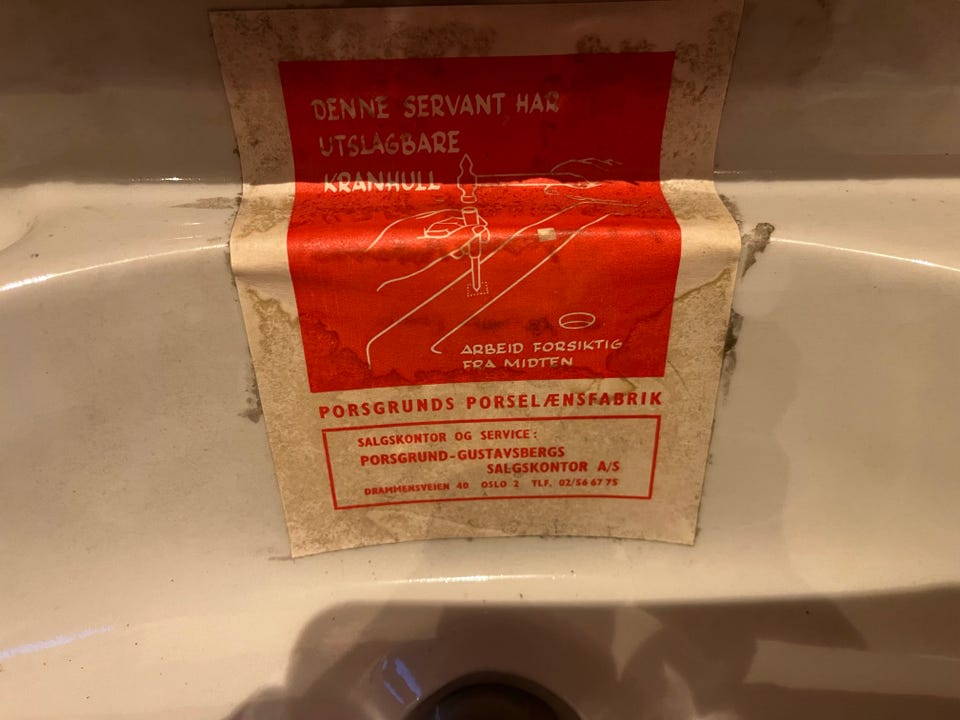 DENNE SERVANT HAR
UTSLAGBARE
KRANHULL
ARBEID FORSIKTIG
FRA MIDTEN
PORSGRUNDS PORSELÆNSFABRIK
SALGSKONTOR OG SERVICE:
PORSGRUND-GUSTAVSBERGS
SALGSKONTOR A/S
DRAMMENSVEIEN 40 OSLO 2 TLF. 02/56 67 75